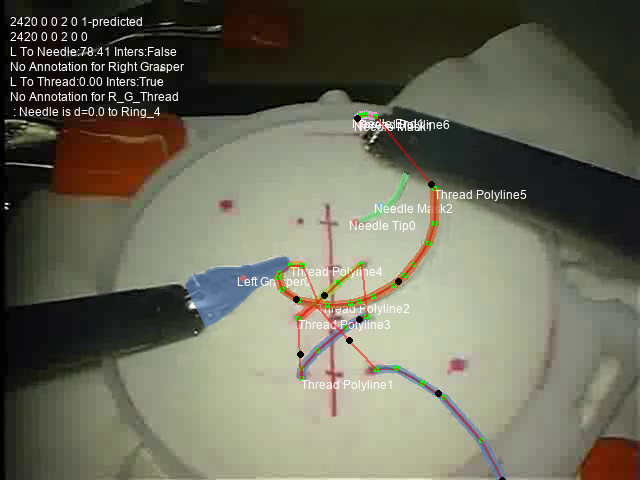 2420 0 0 2 0 1-predicted
2420 0 0 2 0 0
L To Needle:78.41 Inters:False
No Annotation for Right Grasper
L To Thread:0.00 Inters:True
No Annotation for R_G_Thread
: Needle is d=0.0 to Ring_4
Needle Mask1
Thread Polyline5
Needle Mask2
Needle Tip0
Thread Polyline4
Left Grasper0
Thread Polyline2
Thread Polyline3
Thread Polyline1